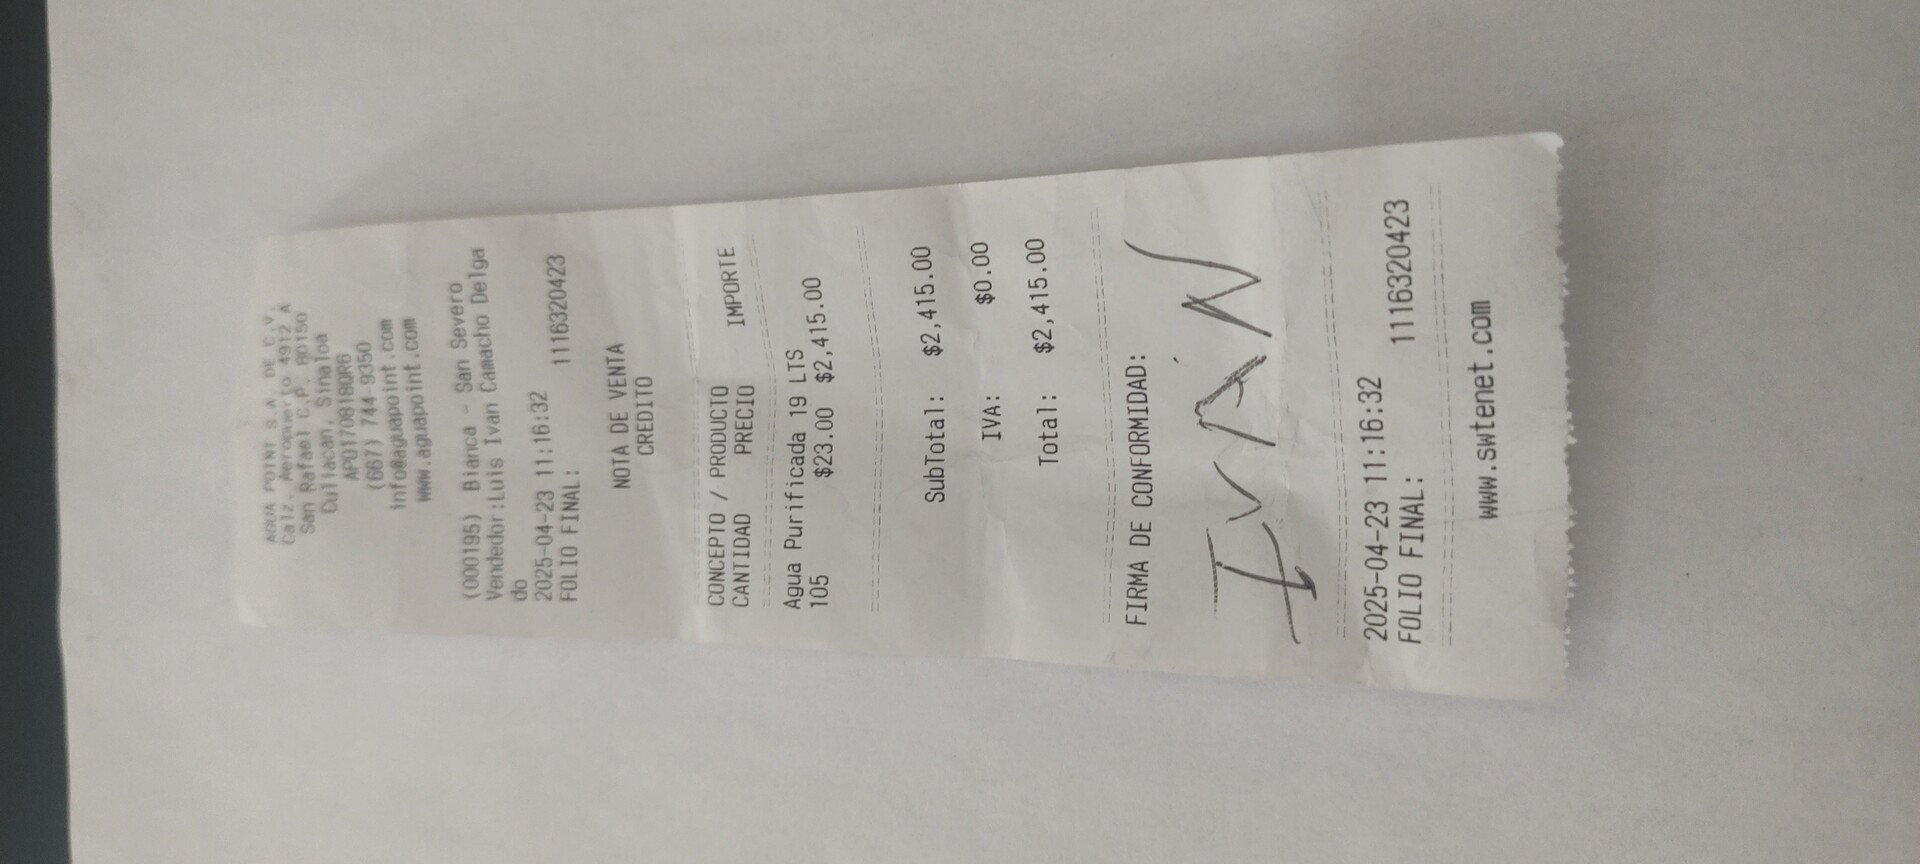 AGUA POINT S.A. DE C.V.
Calz. Aeropuerto 4912 A
San Rafael C.P. 80150
Culiacan, Sinaloa
APO170818QR6
(667) 744-9350
info@aguapoint.com
www.aguapoint.com
(000195) Bianca - San Severo
Vendedor:Luis Ivan Camacho Delga
do
2025-04-23 11:16:32
FOLIO FINAL: 1116320423
NOTA DE VENTA
CREDITO
CONCEPTO / PRODUCTO
CANTIDAD PRECIO IMPORTE
Agua Purificada 19 LTS
105 $23.00 $2,415.00
SubTotal: $2,415.00
IVA: $0.00
Total: $2,415.00
FIRMA DE CONFORMIDAD:
IVÁN
2025-04-23 11:16:32
FOLIO FINAL: 1116320423
www.swtenet.com